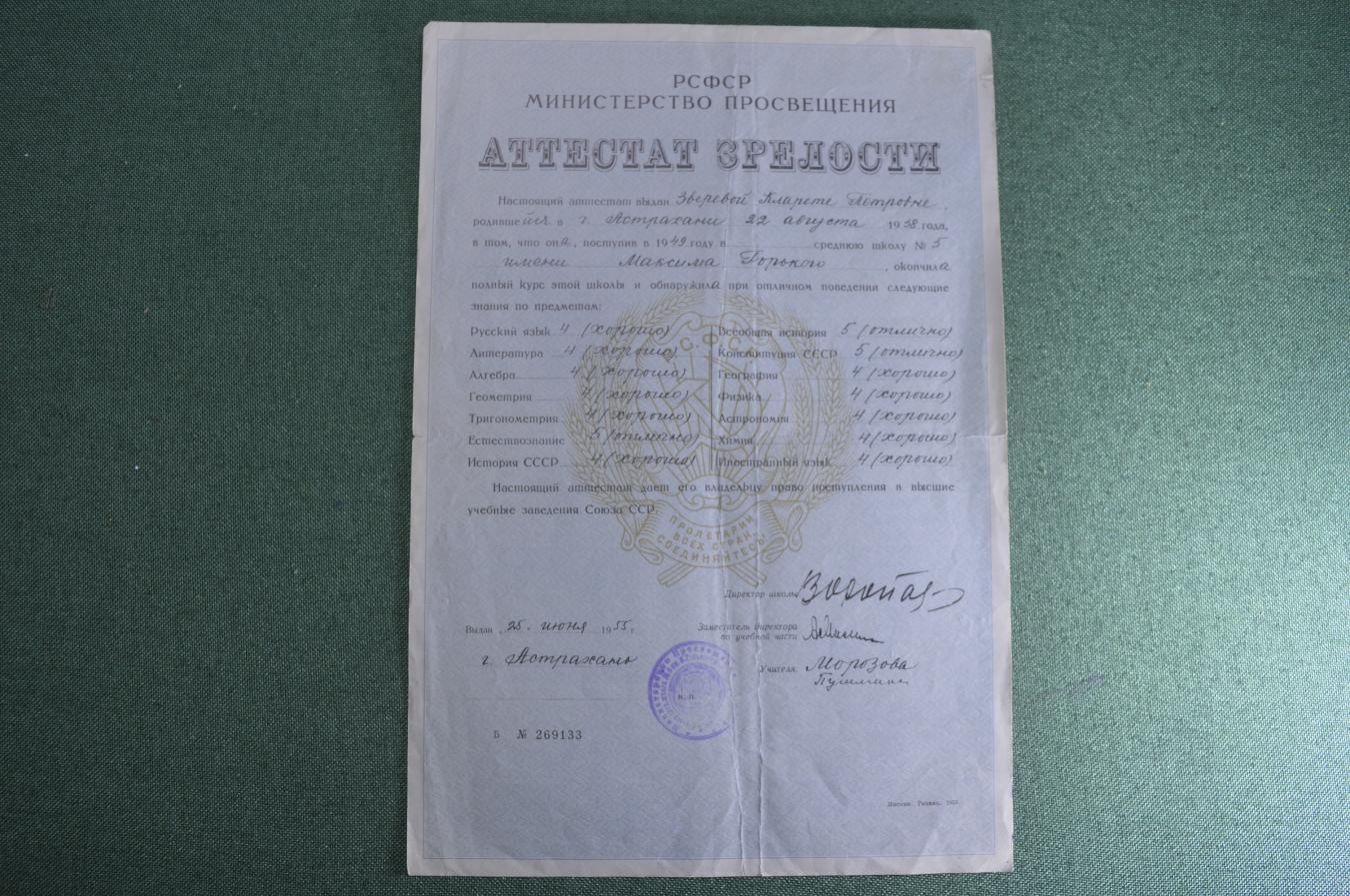 РСФСР
МИНИСТЕРСТВО ПРОСВЕЩЕНИЯ
АТТЕСТАТ ЗРЕЛОСТИ
Настоящий аттестат выдан Зверевой Кларете Петровне,
родившейся в г. Астрахани 22 августа 1938 года,
в том, что она, поступив в 1949 году в среднюю школу № 5
имени Максима Горького, окончила
полный курс этой школы и обнаружила при отличном поведении следующие
знания по предметам:
Русский язык 4 (хорошо) Всеобщая история 5 (отлично)
Литература 4 (хорошо) Конституция СССР 5 (отлично)
Алгебра 4 (хорошо) География 4 (хорошо)
Геометрия 4 (хорошо) Физика 4 (хорошо)
Тригонометрия 4 (хорошо) Астрономия 4 (хорошо)
Естествознание 5 (отлично) Химия 4 (хорошо)
История СССР 4 (хорошо) Иностранный язык 4 (хорошо)
Настоящий аттестат дает его владельцу право поступления в высшие
учебные заведения Союза ССР.
РСФСР
ПРОЛЕТАРИИ
ВСЕХ СТРАН,
СОЕДИНЯЙТЕСЬ!
Директор школы
Выдан „25“ июня 1955 г.
Заместитель директора
по учебной части
г. Астрахань
Учителя: Морозова
м. п.
Б № 269133
Москва, Гознак, 1955.